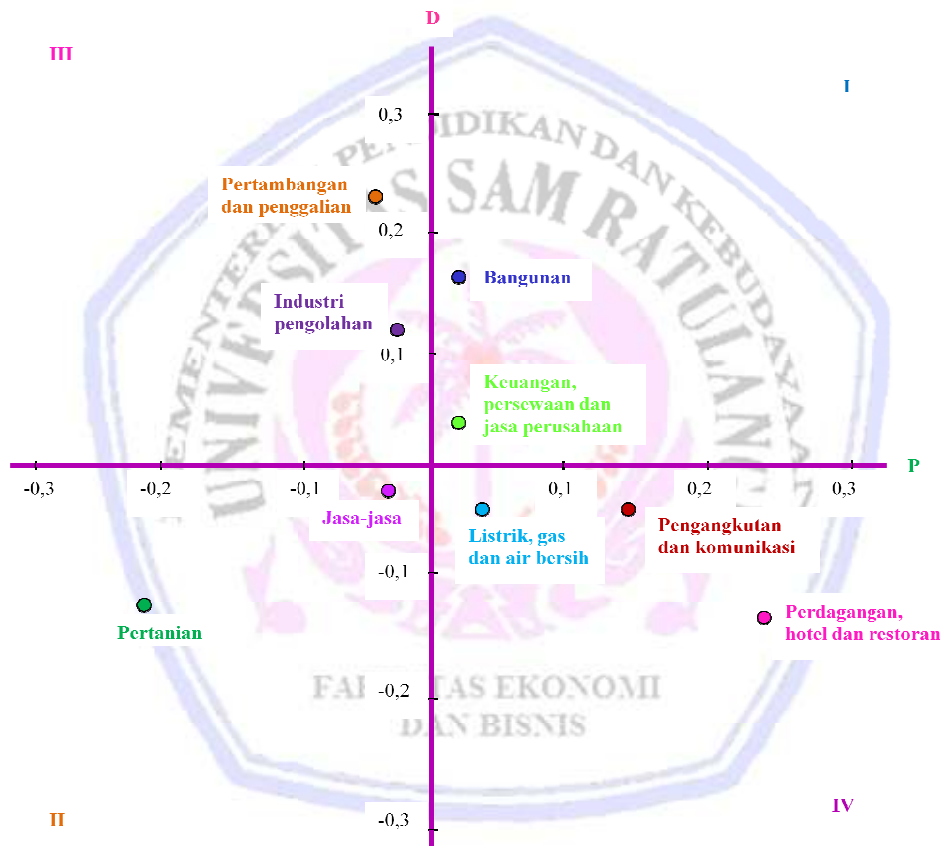 D
III
I
0,3
Pertambangan
dan penggalian
0,2
Bangunan
Industri
pengolahan
0,1
Keuangan,
persewaan dan
jasa perusahaan
P
-0,3
-0,2
-0,1
0,1
0,2
0,3
Jasa-jasa
Listrik, gas
dan air bersih
Pengangkutan
dan komunikasi
-0,1
Pertanian
Perdagangan,
hotel dan restoran
-0,2
-0,3
II
IV
UNIVERSITAS SAM RATULANGI
DIDIKAN DAN KEBUDAYAA
EKONOMI
DAN BISNIS